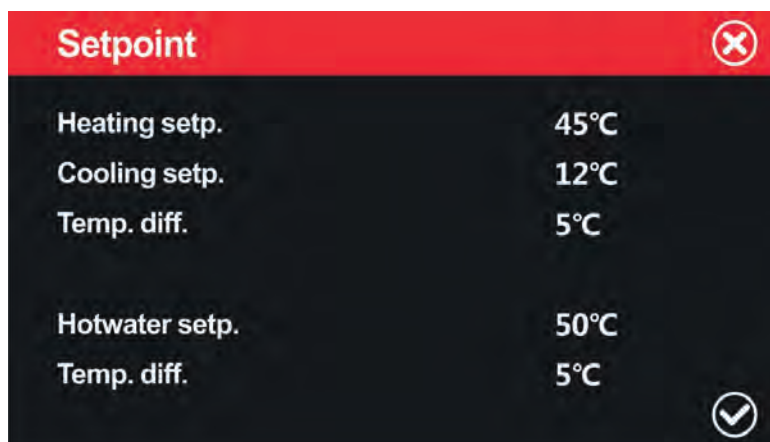 Setpoint
Heating setp. 45℃
Cooling setp. 12℃
Temp. diff. 5℃
Hotwater setp. 50℃
Temp. diff. 5℃